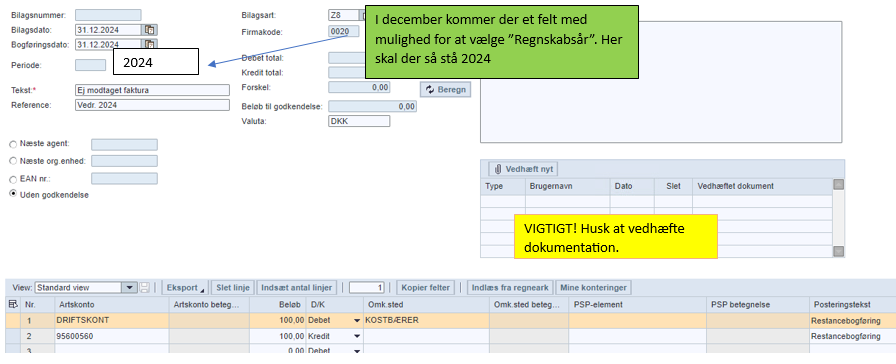 Bilagsnummer:
Bilagsdato: 31.12.2024
Bogføringsdato: 31.12.2024
Periode: 2024
Tekst:* Ej modtaget faktura
Reference: Vedr. 2024
Bilagsart: Z8
Firmakode: 0020
Debet total:
Kredit total:
Forskel: 0,00 Beregn
Beløb til godkendelse: 0,00
Valuta: DKK
I december kommer der et felt med
mulighed for at vælge ”Regnskabsår”. Her
skal der så stå 2024
Næste agent:
Næste org.enhed:
EAN nr.:
Uden godkendelse
Vedhæft nyt
Type Brugernavn Dato Slet Vedhæftet dokument
VIGTIGT! Husk at vedhæfte
dokumentation.
View: Standard view Eksport Slet linje Indsæt antal linjer 1 Kopier felter Indlæs fra regneark Mine konteringer
Nr. Artskonto Artskonto beteg... Beløb D/K Omk.sted Omk.sted beteg... PSP-element PSP betegnelse Posteringstekst
1 DRIFTSKONT 100,00 Debet KOSTBÆRER Restancebogføring
2 95600560 100,00 Kredit Restancebogføring
3 0,00 Debet